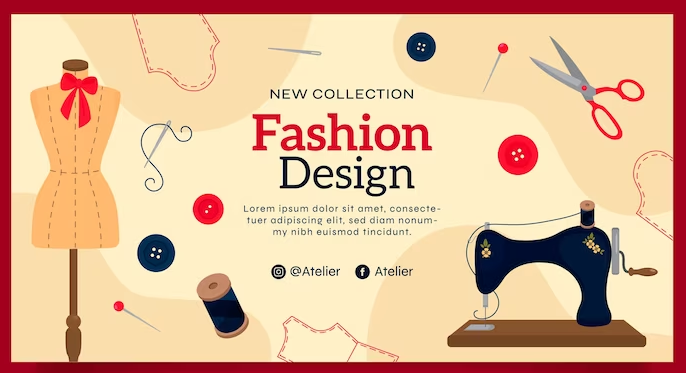 NEW COLLECTION
Fashion
Design
Lorem ipsum dolor sit amet, consecte-
tuer adipiscing elit, sed diam nonum-
my nibh euismod tincidunt.
@Atelier Atelier